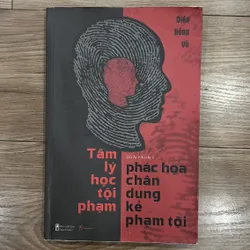 Diệp
Hồng
Vũ
Tâm
lý
học
tội
phạm
phác họa
chân
dung
kẻ
phạm tội